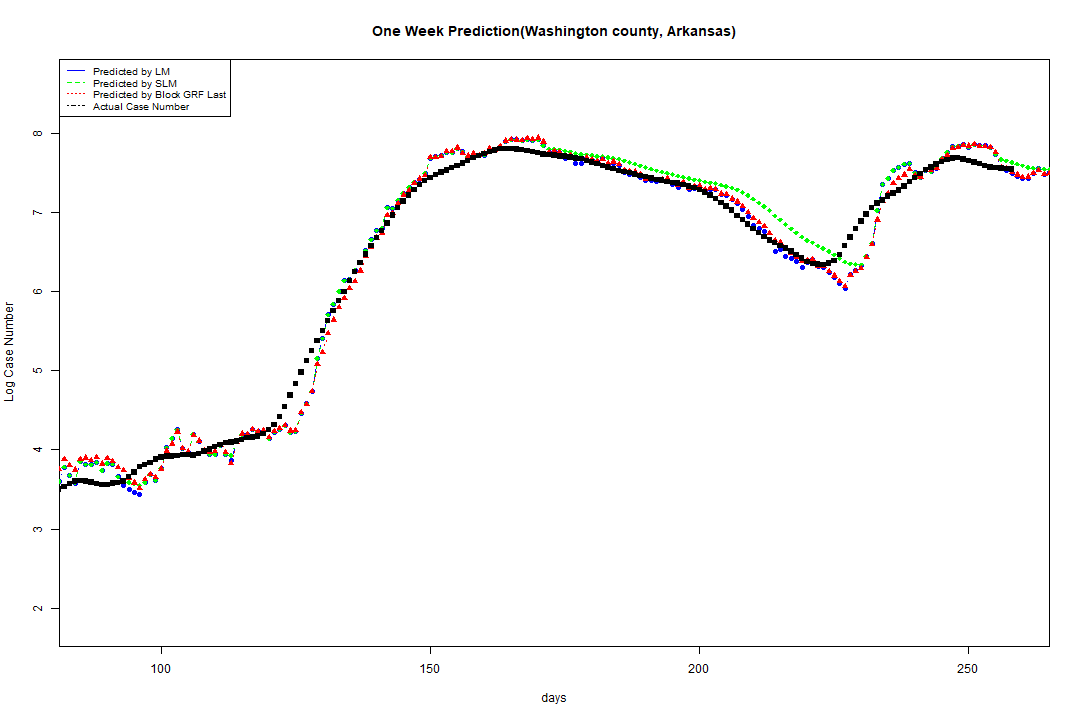 One Week Prediction(Washington county, Arkansas)
Predicted by LM
Predicted by SLM
Predicted by Block GRF Last
Actual Case Number
8
7
6
5
4
3
2
Log Case Number
100 150 200 250
days